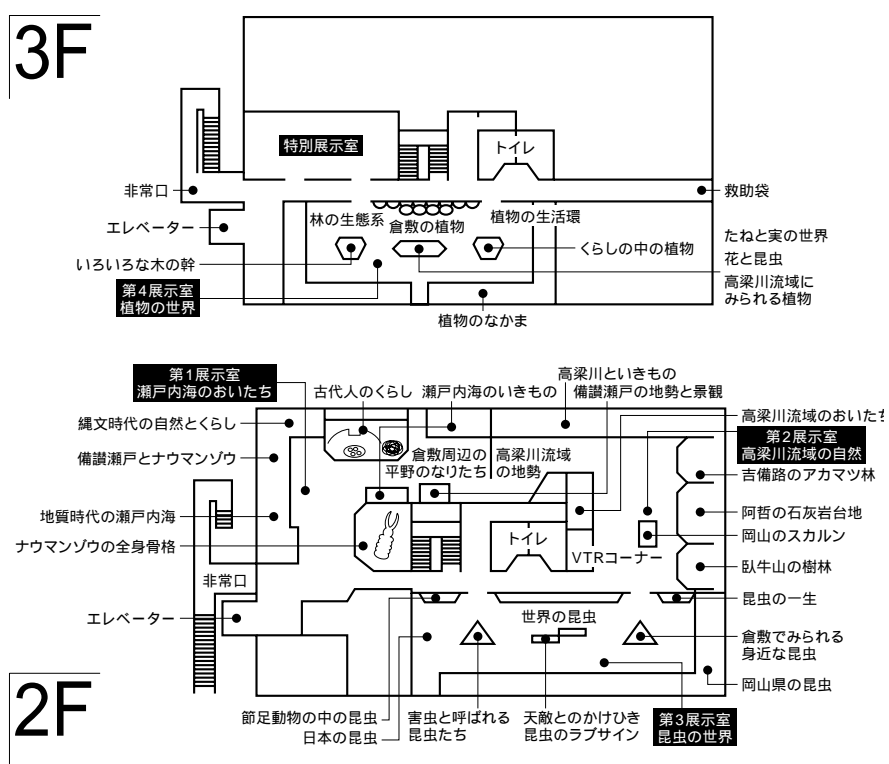 3F
特別展示室
トイレ
非常口
救助袋
林の生態系
倉敷の植物
植物の生活環
エレベーター
くらしの中の植物
たねと実の世界
花と昆虫
高梁川流域に
みられる植物
いろいろな木の幹
第4展示室
植物の世界
植物のなかま
第1展示室
瀬戸内海のおいたち
古代人のくらし
瀬戸内海のいきもの
高梁川といきもの
備讃瀬戸の地勢と景観
縄文時代の自然とくらし
高梁川流域のおいたち
第2展示室
高梁川流域の自然
備讃瀬戸とナウマンゾウ
倉敷周辺の
平野のなりたち
高梁川流域
の地勢
吉備路のアカマツ林
地質時代の瀬戸内海
阿哲の石灰岩台地
トイレ
岡山のスカルン
ナウマンゾウの全身骨格
VTRコーナー
臥牛山の樹林
非常口
昆虫の一生
エレベーター
世界の昆虫
倉敷でみられる
身近な昆虫
岡山県の昆虫
2F
節足動物の中の昆虫
日本の昆虫
害虫と呼ばれる
昆虫たち
天敵とのかけひき
昆虫のラブサイン
第3展示室
昆虫の世界